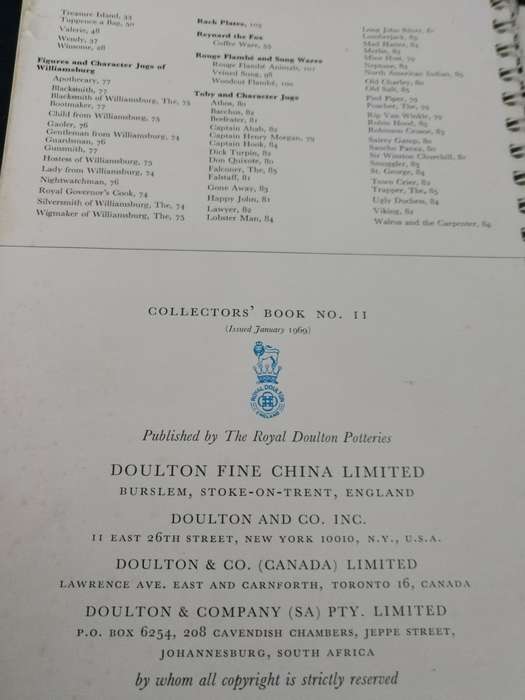 Treasure Island, 33
Tuppence a Bag, 50
Valerie, 48
Wendy, 37
Winsome, 28
Figures and Character Jugs of
Williamsburg
Apothecary, 77
Blacksmith, 77
Blacksmith of Williamsburg, The, 75
Bootmaker, 77
Child from Williamsburg, 75
Gaoler, 76
Gentleman from Williamsburg, 74
Guardsman, 76
Gunsmith, 77
Hostess of Williamsburg, 75
Lady from Williamsburg, 74
Nightwatchman, 76
Royal Governor's Cook, 74
Silversmith of Williamsburg, The, 74
Wigmaker of Williamsburg, The, 75
Rack Plates, 102
Reynard the Fox
Coffee Ware, 55
Rouge Flambé and Sung Wares
Rouge Flambé Animals, 101
Veined Sung, 98
Woodcut Flambé, 100
Toby and Character Jugs
Athos, 80
Bacchus, 82
Beefeater, 81
Captain Ahab, 82
Captain Henry Morgan, 79
Captain Hook, 84
Dick Turpin, 82
Don Quixote, 80
Falconer, The, 85
Falstaff, 81
Gone Away, 83
Happy John, 81
Lawyer, 82
Lobster Man, 84
Long John Silver,
Lumberjack, 85
Mad Hatter,
Merlin,
Mine Host, 79
Neptune,
North American Indian, 85
Old Charley, 80
Old Salt, 85
Pied Piper, 79
Poacher, The, 79
Rip Van Winkle, 79
Robin Hood, 82
Robinson Crusoe, 83
Sairey Gamp, 80
Sancho Panza, 80
Sir Winston Churchill, 80
Smuggler, 83
St. George, 84
Town Crier, 82
Trapper, The, 85
Ugly Duchess, 84
Viking, 82
Walrus and the Carpenter, 84
COLLECTORS' BOOK NO. 11
(Issued January 1969)
ROYAL DOULTON
ENGLAND
Published by The Royal Doulton Potteries
DOULTON FINE CHINA LIMITED
BURSLEM, STOKE-ON-TRENT, ENGLAND
DOULTON AND CO. INC.
11 EAST 26TH STREET, NEW YORK 10010, N.Y., U.S.A.
DOULTON & CO. (CANADA) LIMITED
LAWRENCE AVE. EAST AND CARNFORTH, TORONTO 16, CANADA
DOULTON & COMPANY (SA) PTY. LIMITED
P.O. BOX 6254, 208 CAVENDISH CHAMBERS, JEPPE STREET,
JOHANNESBURG, SOUTH AFRICA
by whom all copyright is strictly reserved